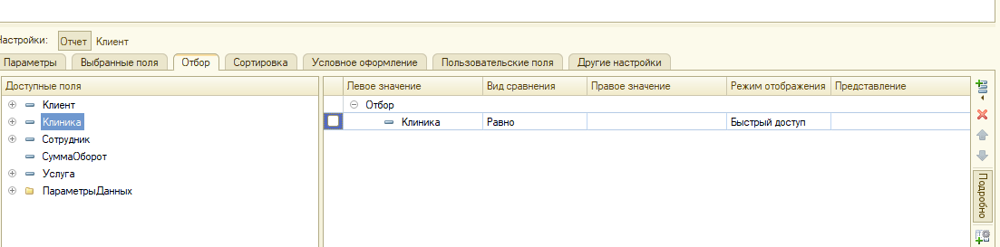 Настройки: Отчет Клиент
Параметры Выбранные поля Отбор Сортировка Условное оформление Пользовательские поля Другие настройки
Доступные поля Левое значение Вид сравнения Правое значение Режим отображения Представление
Клиент Отбор
Клиника Клиника Равно Быстрый доступ
Сотрудник
СуммаОборот
Услуга
ПараметрыДанных
Подробно